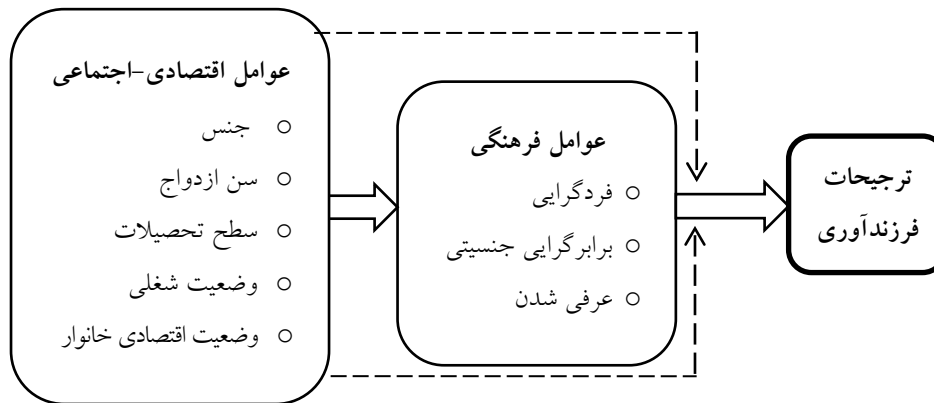 عوامل اقتصادی-اجتماعی
○ جنس
○ سن ازدواج
○ سطح تحصیلات
○ وضعیت شغلی
○ وضعیت اقتصادی خانوار
عوامل فرهنگی
○ فردگرایی
○ برابرگرایی جنسیتی
○ عرفی شدن
ترجیحات
فرزندآوری